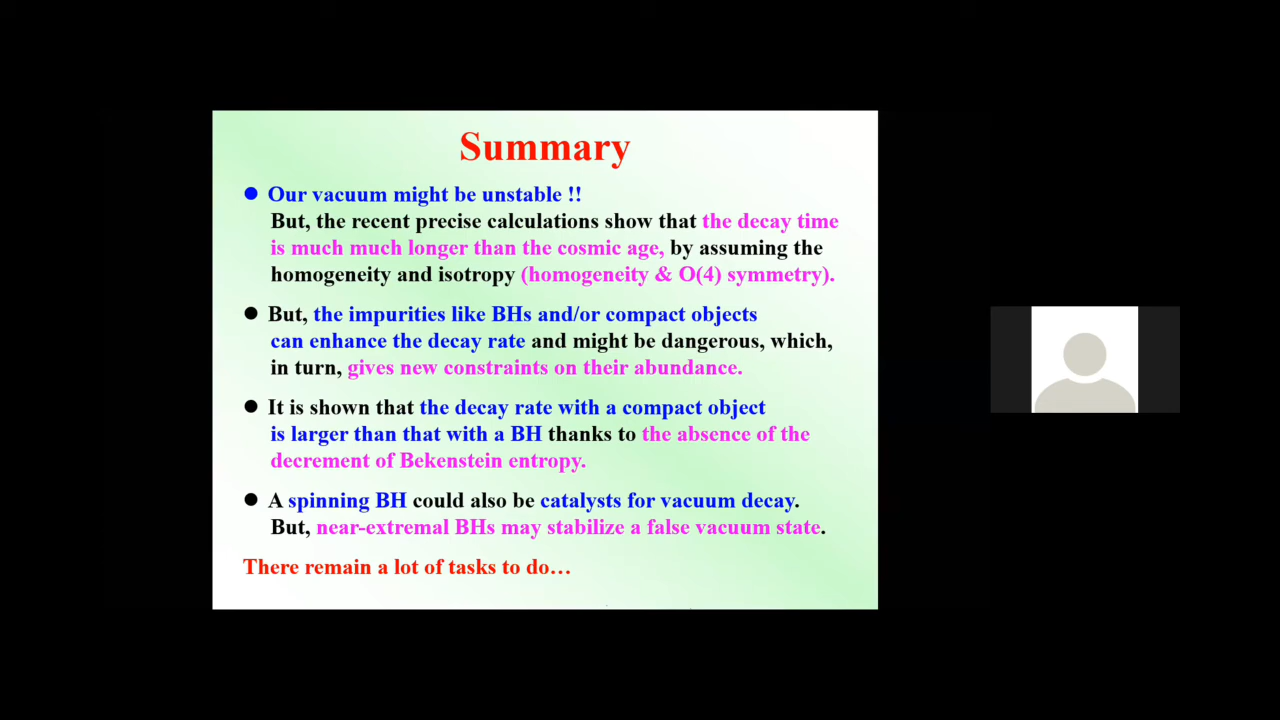 Summary
● Our vacuum might be unstable !!
But, the recent precise calculations show that the decay time
is much much longer than the cosmic age, by assuming the
homogeneity and isotropy (homogeneity & O(4) symmetry).
● But, the impurities like BHs and/or compact objects
can enhance the decay rate and might be dangerous, which,
in turn, gives new constraints on their abundance.
● It is shown that the decay rate with a compact object
is larger than that with a BH thanks to the absence of the
decrement of Bekenstein entropy.
● A spinning BH could also be catalysts for vacuum decay.
But, near-extremal BHs may stabilize a false vacuum state.
There remain a lot of tasks to do…